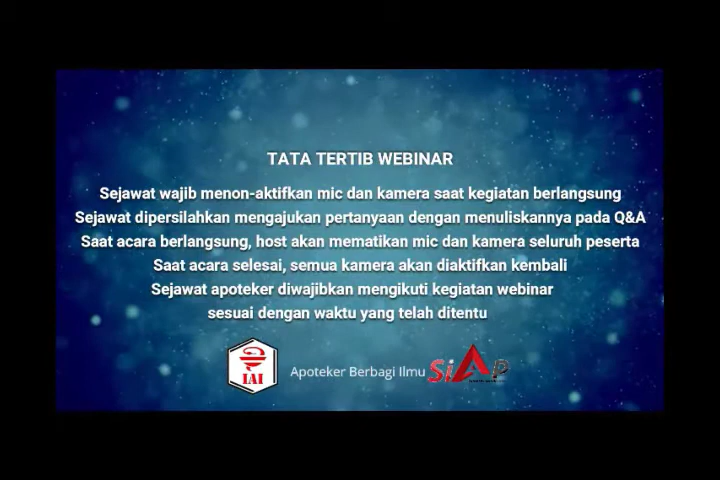 TATA TERTIB WEBINAR
Sejawat wajib menon-aktifkan mic dan kamera saat kegiatan berlangsung
Sejawat dipersilahkan mengajukan pertanyaan dengan menuliskannya pada Q&A
Saat acara berlangsung, host akan mematikan mic dan kamera seluruh peserta
Saat acara selesai, semua kamera akan diaktifkan kembali
Sejawat apoteker diwajibkan mengikuti kegiatan webinar
sesuai dengan waktu yang telah ditentu
IAI
Apoteker Berbagi Ilmu
SiAp